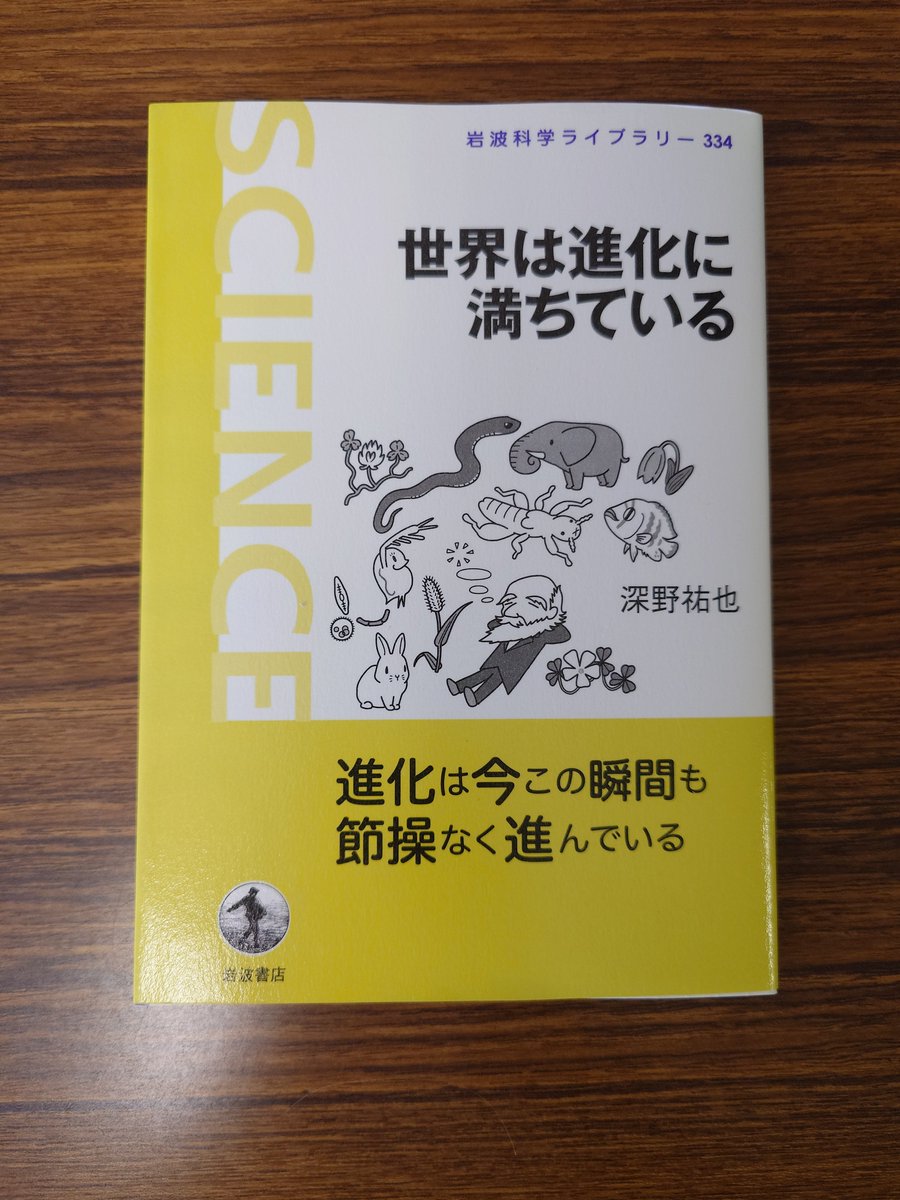 SCIENCE
岩波科学ライブラリー 334
世界は進化に
満ちている
深野祐也
進化は今この瞬間も
節操なく進んでいる
岩波書店